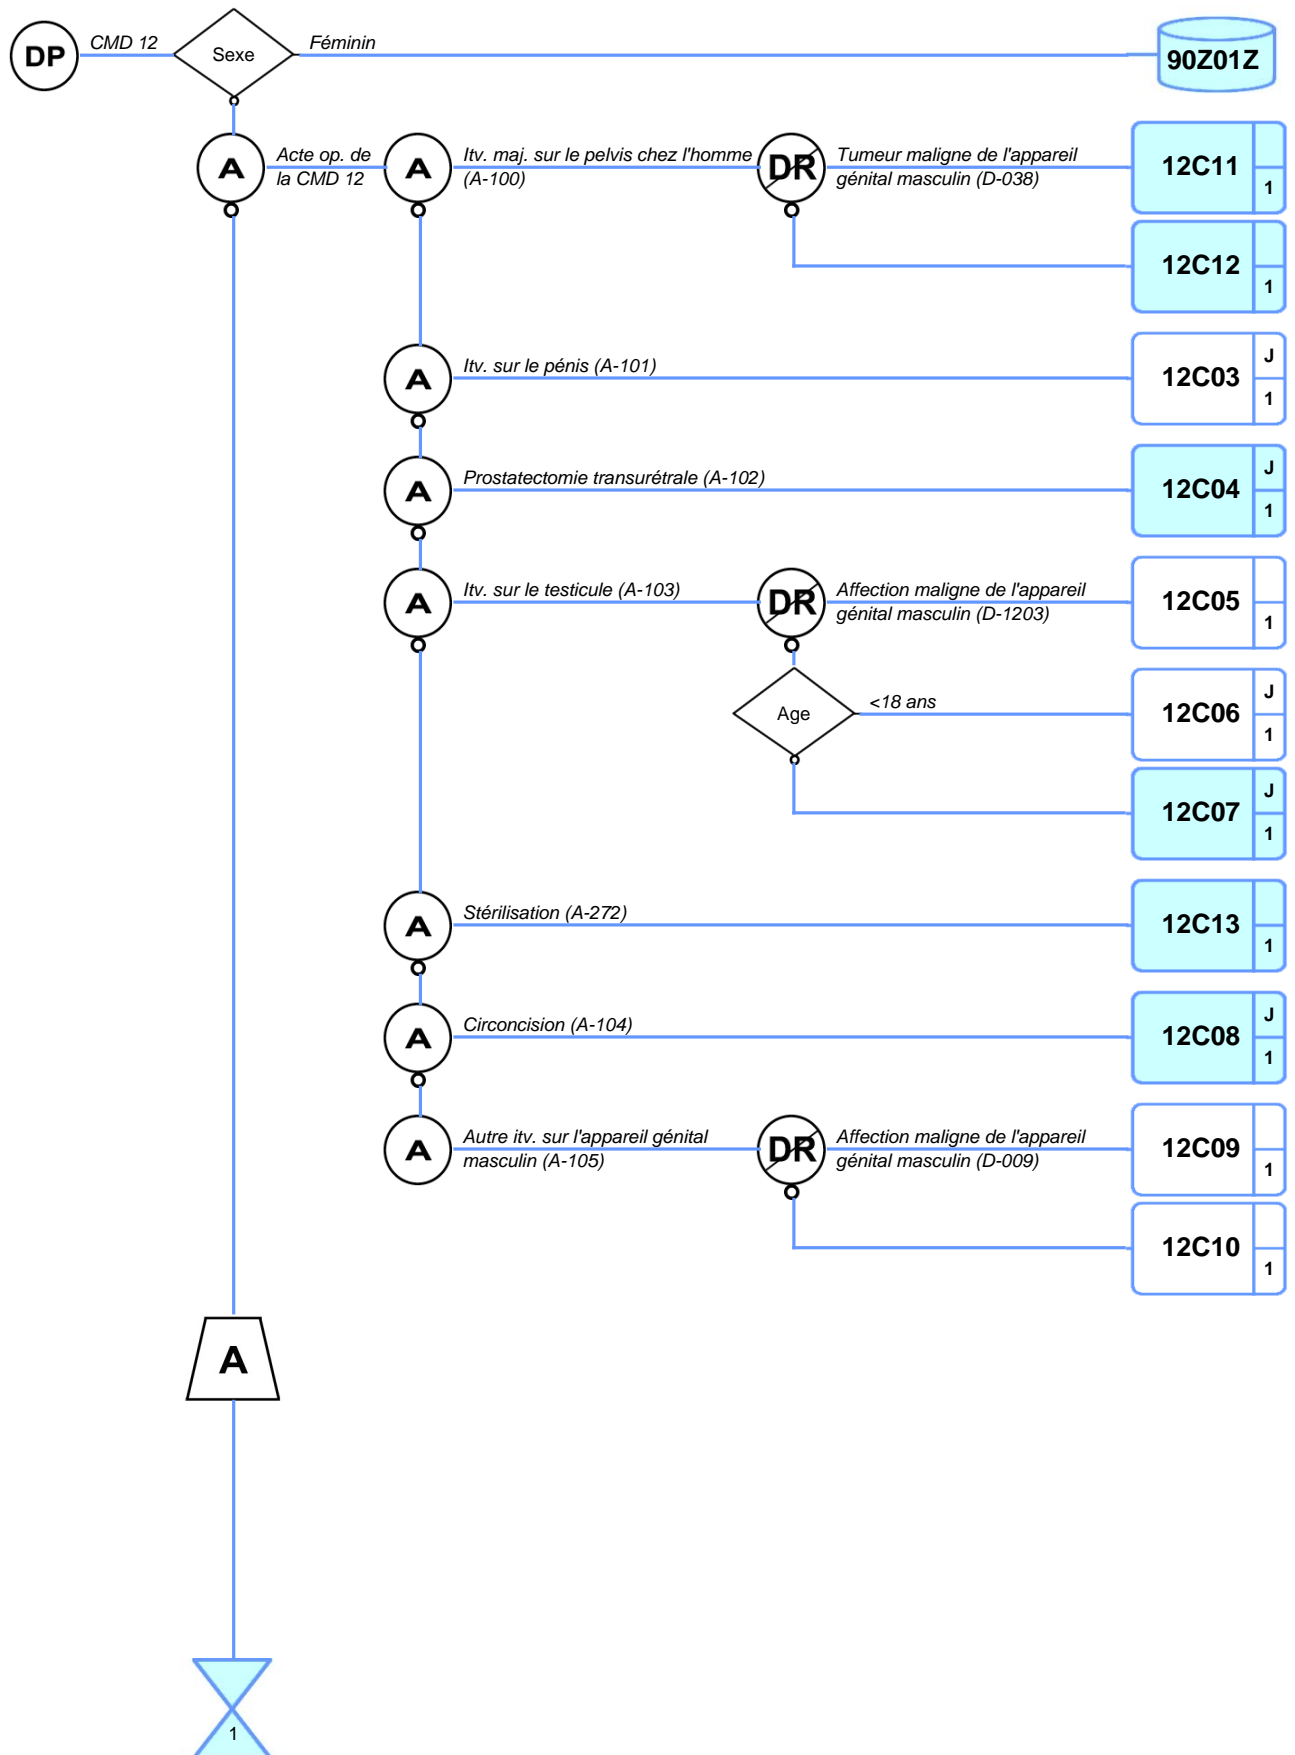 DP
CMD 12
Sexe
Féminin
90Z01Z
A
Acte op. de
la CMD 12
A
Itv. maj. sur le pelvis chez l'homme
(A-100)
DR
Tumeur maligne de l'appareil
génital masculin (D-038)
12C11
1
12C12
1
A
Itv. sur le pénis (A-101)
12C03
J
1
A
Prostatectomie transurétrale (A-102)
12C04
J
1
A
Itv. sur le testicule (A-103)
DR
Affection maligne de l'appareil
génital masculin (D-1203)
12C05
1
Age
<18 ans
12C06
J
1
12C07
J
1
A
Stérilisation (A-272)
12C13
1
A
Circoncision (A-104)
12C08
J
1
A
Autre itv. sur l'appareil génital
masculin (A-105)
DR
Affection maligne de l'appareil
génital masculin (D-009)
12C09
1
12C10
1
A
1